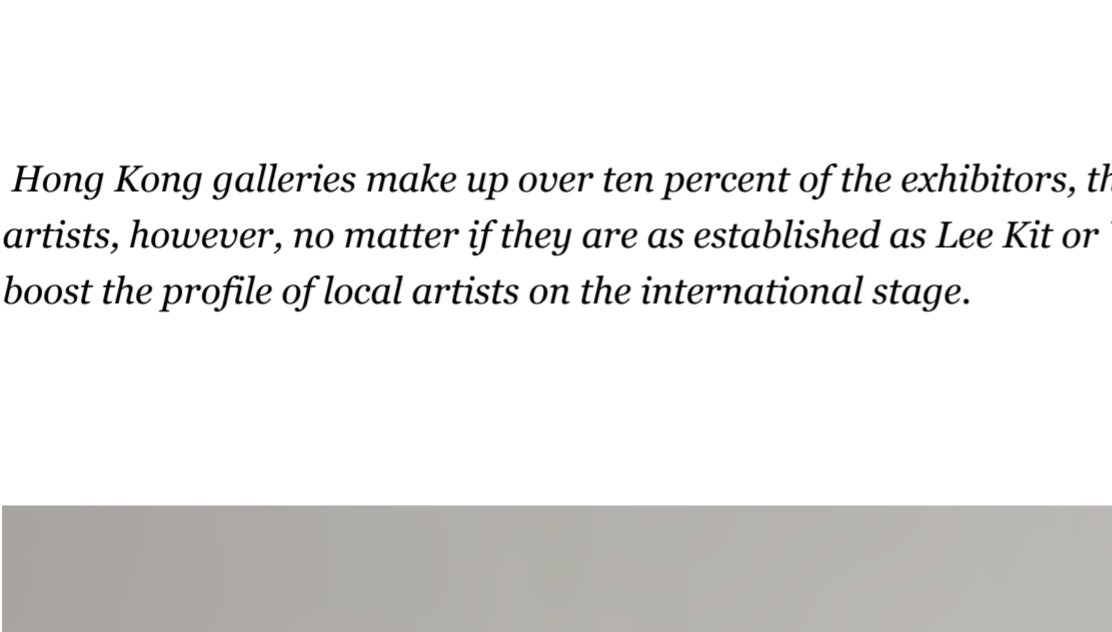 Hong Kong galleries make up over ten percent of the exhibitors,
artists, however, no matter if they are as established as Lee Kit or
boost the profile of local artists on the international stage.